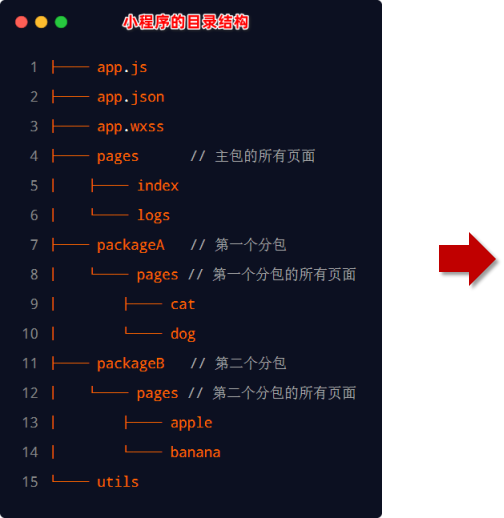 小程序的目录结构
1 ├── app.js
2 ├── app.json
3 ├── app.wxss
4 ├── pages // 主包的所有页面
5 │ ├── index
6 │ └── logs
7 ├── packageA // 第一个分包
8 │ └── pages // 第一个分包的所有页面
9 │ ├── cat
10 │ └── dog
11 ├── packageB // 第二个分包
12 │ └── pages // 第二个分包的所有页面
13 │ ├── apple
14 │ └── banana
15 └── utils